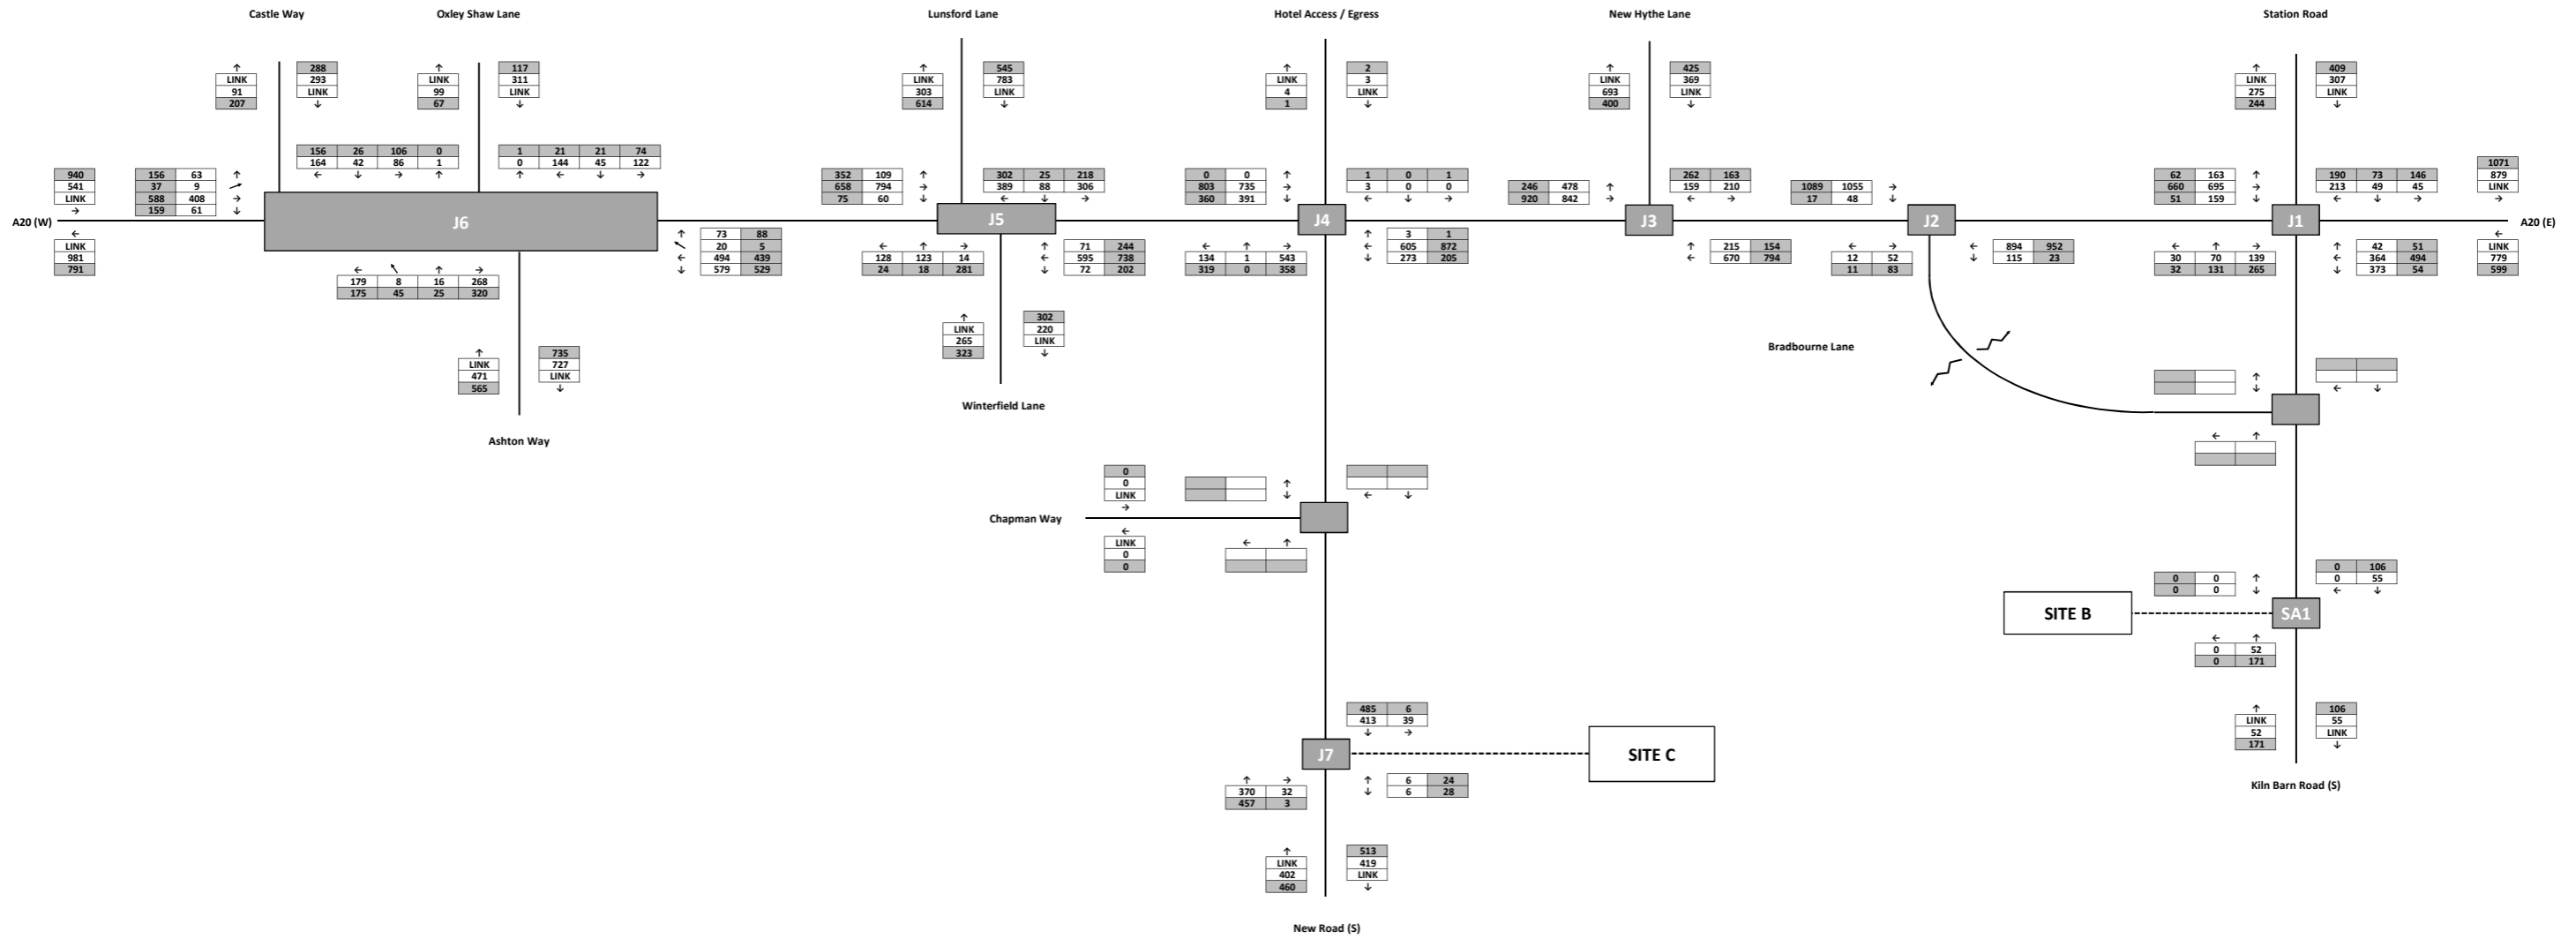 Castle Way Oxley Shaw Lane Lunsford Lane Hotel Access / Egress New Hythe Lane Station Road
↑ 288 ↑ 117 ↑ 545 ↑ 2 ↑ 425 ↑ 409
LINK 293 LINK 311 LINK 783 LINK 3 LINK 369 LINK 307
91 LINK 99 LINK 303 LINK 4 LINK 693 LINK 275 LINK
207 ↓ 67 ↓ 614 ↓ 1 ↓ 400 ↓ 244 ↓
156 26 106 0 1 21 21 74
164 42 86 1 0 144 45 122
← ↓ → ↑ ↑ ← ↓ →
1071
940 156 63 ↑ 352 109 ↑ 302 25 218 0 0 ↑ 1 0 1 262 163 62 163 ↑ 190 73 146 879
541 37 9 658 794 → 389 88 306 803 735 → 3 0 0 246 478 ↑ 159 210 1089 1055 → 660 695 → 213 49 45 LINK
LINK 588 408 → 75 60 ↓ ← ↓ → 360 391 ↓ ← ↓ → 920 842 → ← → 17 48 ↓ 51 159 ↓ ← ↓ → →
→ 159 61 ↓
A20 (W) J6 J5 J4 J3 J2 J1 A20 (E)
← ↑ 73 88 ← ↑ → ↑ 71 244 ← ↑ → ↑ 3 1 ↑ 215 154 ← → ← 894 952 ← ↑ → ↑ 42 51 ←
LINK 20 5 128 123 14 ← 595 738 134 1 543 ← 605 872 ← 670 794 12 52 ↓ 115 23 30 70 139 ← 364 494 LINK
981 ← 494 439 24 18 281 ↓ 72 202 319 0 358 ↓ 273 205 11 83 32 131 265 ↓ 373 54 779
791 ↓ 579 529 599
← ↑ →
179 8 16 268
175 45 25 320
↑ 302
LINK 220
265 LINK
323 ↓
↑ 735
LINK 727
471 LINK
565 ↓
Bradbourne Lane
↑
↓ ← ↓
Winterfield Lane
Ashton Way
← ↑
0
0 ↑
LINK ↓ ← ↓
→
Chapman Way
←
LINK ← ↑
0
0
0 0 ↑ 0 106
0 0 ↓ 0 55
← ↓
SITE B SA1
← ↑
0 52
0 171
485 6
413 39
↓ →
↑ 106
LINK 55
52 LINK
171 ↓
J7 SITE C
↑ → ↑ 6 24
370 32 ↓ 6 28
457 3
Kiln Barn Road (S)
↑ 513
LINK 419
402 LINK
460 ↓
New Road (S)